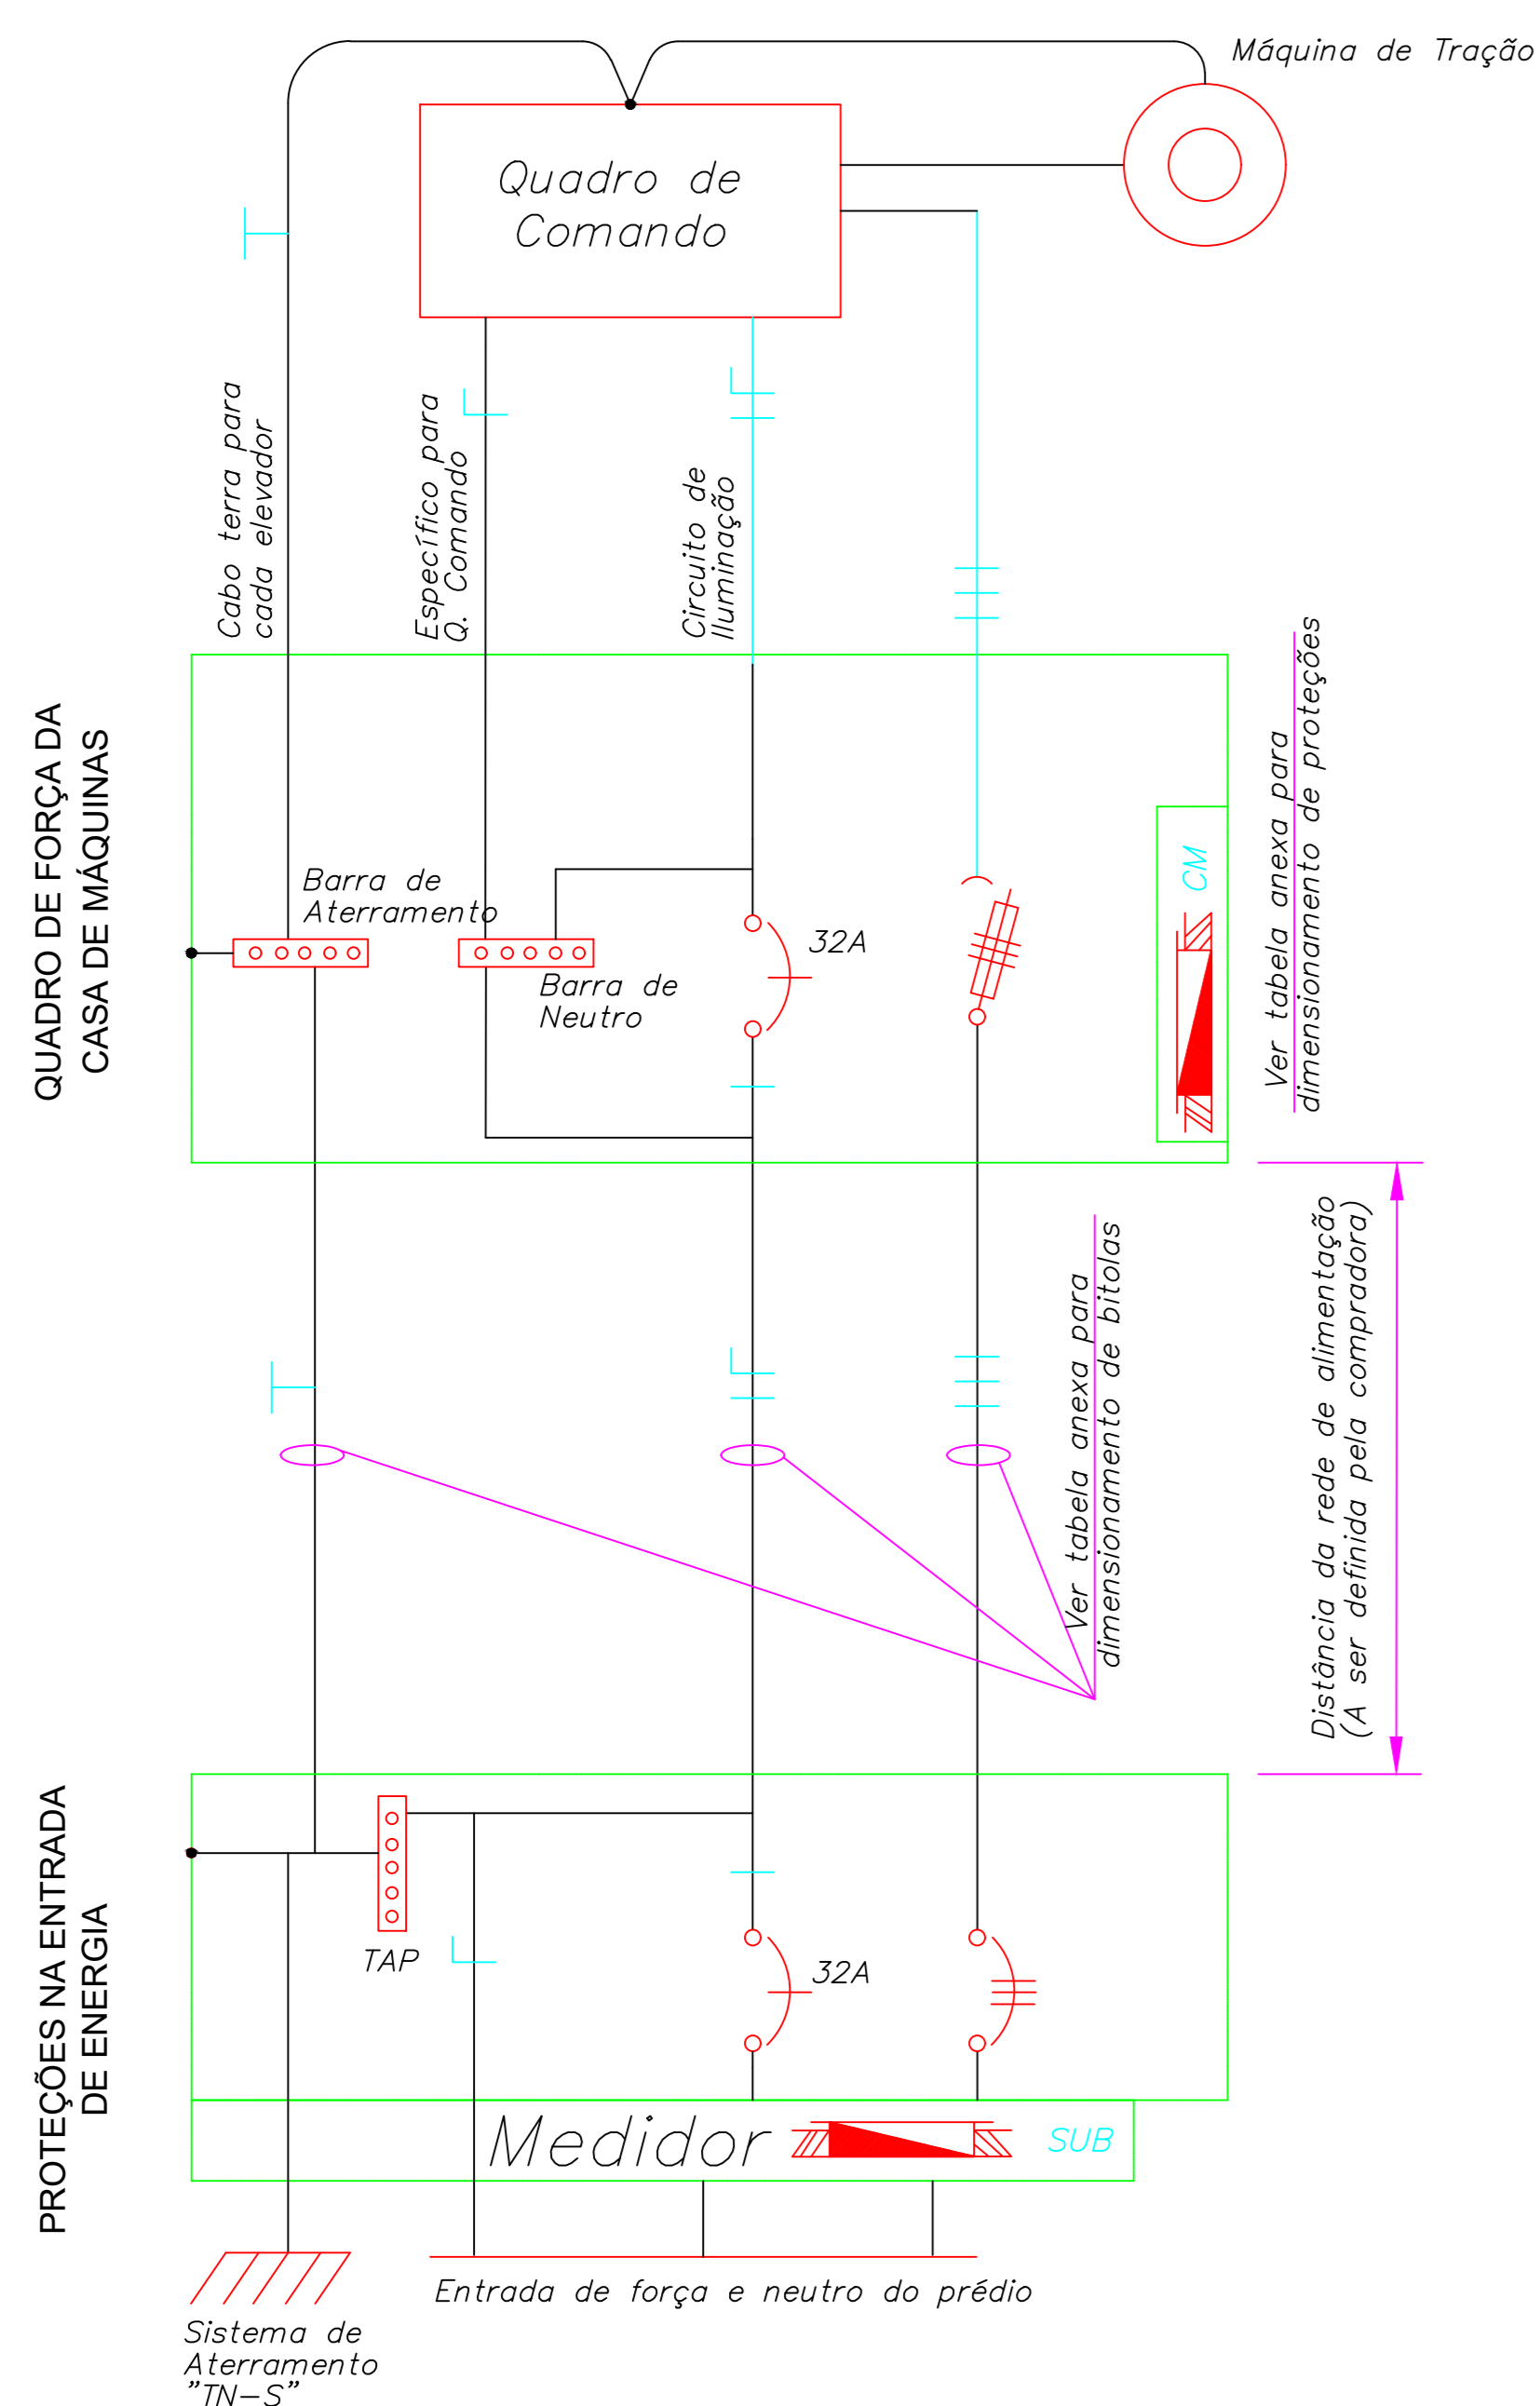 Máquina de Tração
Quadro de
Comando
Cabo terra para
cada elevador
Específico para
Q. Comando
Circuito de
Iluminação
QUADRO DE FORÇA DA
CASA DE MÁQUINAS
Barra de
Aterramento
Barra de
Neutro
32A
CM
Ver tabela anexa para
dimensionamento de proteções
Ver tabela anexa para
dimensionamento de bitolas
Distância da rede de alimentação
(A ser definida pela compradora)
PROTEÇÕES NA ENTRADA
DE ENERGIA
TAP
32A
Medidor
SUB
Entrada de força e neutro do prédio
Sistema de
Aterramento
"TN-S"